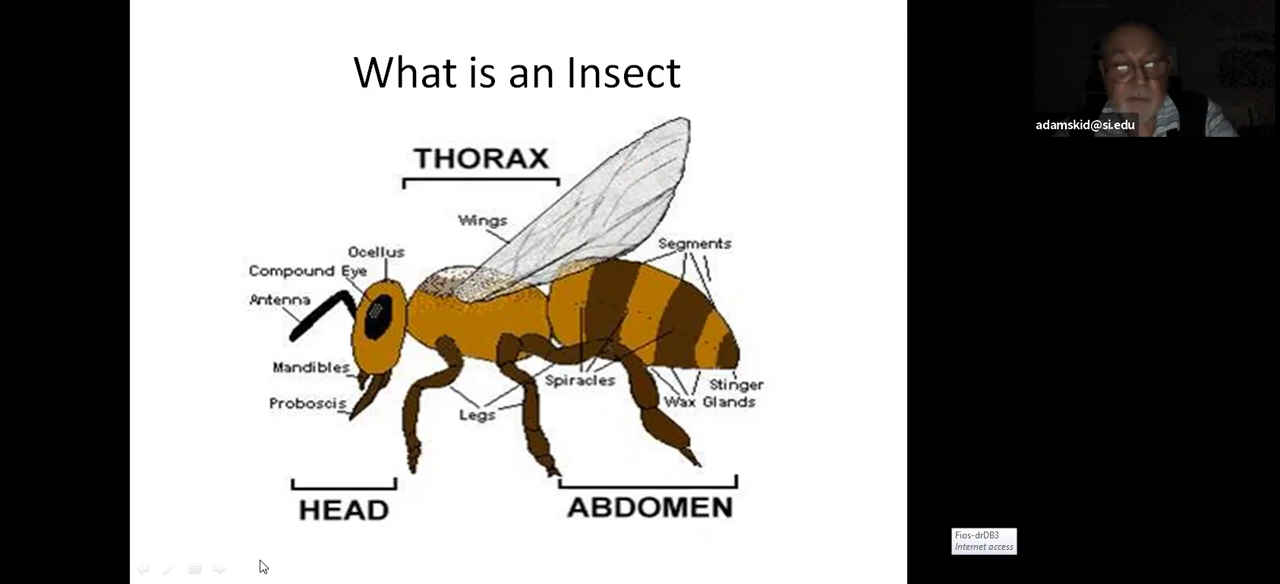 What is an Insect
adamskid@si.edu
THORAX
Wings
Segments
Ocellus
Compound Eye
Antenna
Mandibles
Proboscis
Legs
Spiracles
Stinger
Wax Glands
HEAD
ABDOMEN
Fios-drDB3
Internet access